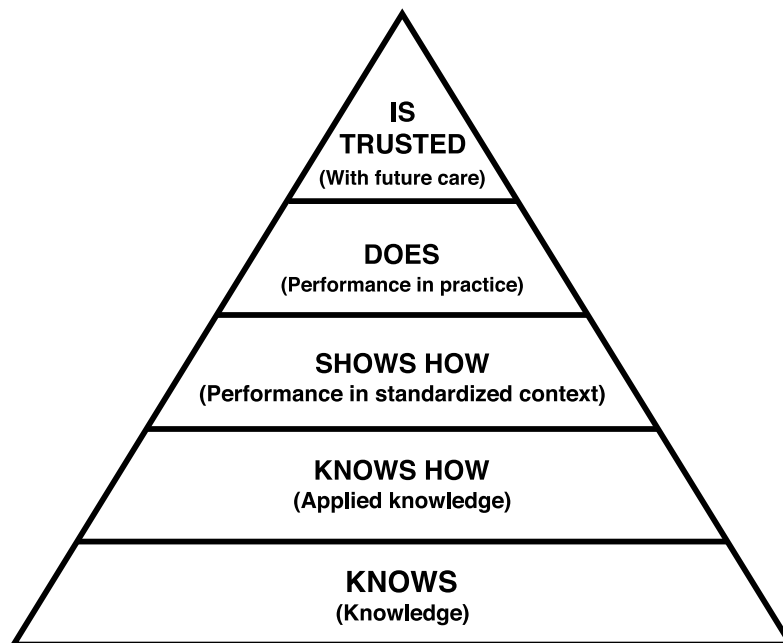 IS
TRUSTED
(With future care)
DOES
(Performance in practice)
SHOWS HOW
(Performance in standardized context)
KNOWS HOW
(Applied knowledge)
KNOWS
(Knowledge)